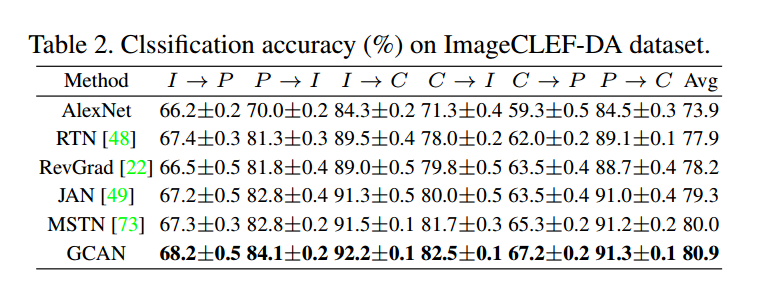 Table 2. Clssification accuracy (%) on ImageCLEF-DA dataset.
Method I → P P → I I → C C → I C → P P → C Avg
AlexNet 66.2±0.2 70.0±0.2 84.3±0.2 71.3±0.4 59.3±0.5 84.5±0.3 73.9
RTN [48] 67.4±0.3 81.3±0.3 89.5±0.4 78.0±0.2 62.0±0.2 89.1±0.1 77.9
RevGrad [22] 66.5±0.5 81.8±0.4 89.0±0.5 79.8±0.5 63.5±0.4 88.7±0.4 78.2
JAN [49] 67.2±0.5 82.8±0.4 91.3±0.5 80.0±0.5 63.5±0.4 91.0±0.4 79.3
MSTN [73] 67.3±0.3 82.8±0.2 91.5±0.1 81.7±0.3 65.3±0.2 91.2±0.2 80.0
GCAN 68.2±0.5 84.1±0.2 92.2±0.1 82.5±0.1 67.2±0.2 91.3±0.1 80.9